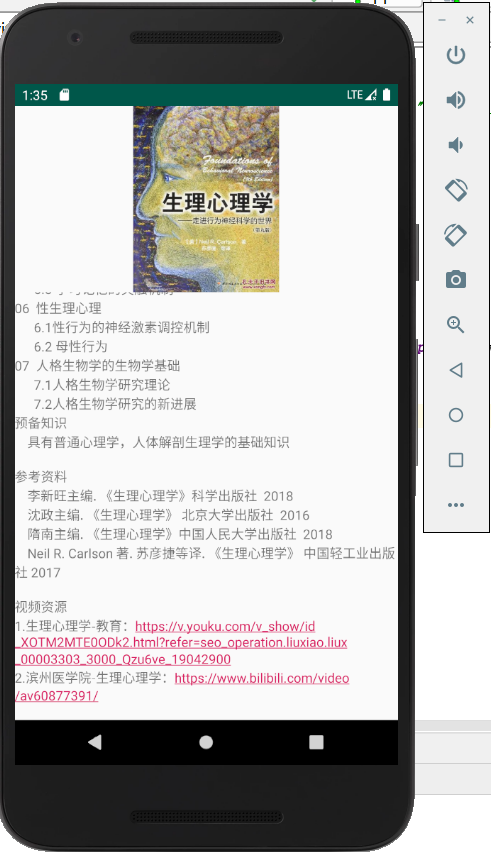 1:35
LTE
Foundations of
Behavioral Neuroscience
生理心理学
——走进行为神经科学的世界
06 性生理心理
6.1性行为的神经激素调控机制
6.2 母性行为
07 人格生物学的生物学基础
7.1人格生物学研究理论
7.2人格生物学研究的新进展
预备知识
具有普通心理学，人体解剖生理学的基础知识
参考资料
李新旺主编. 《生理心理学》科学出版社 2018
沈政主编. 《生理心理学》 北京大学出版社 2016
隋南主编. 《生理心理学》中国人民大学出版社 2018
Neil R. Carlson 著. 苏彦捷等译. 《生理心理学》 中国轻工业出版
社 2017
视频资源
1.生理心理学-教育：https://v.youku.com/v_show/id
_XOTM2MTE0ODk2.html?refer=seo_operation.liuxiao.liux
_00003303_3000_Qzu6ve_19042900
2.滨州医学院-生理心理学：https://www.bilibili.com/video
/av60877391/